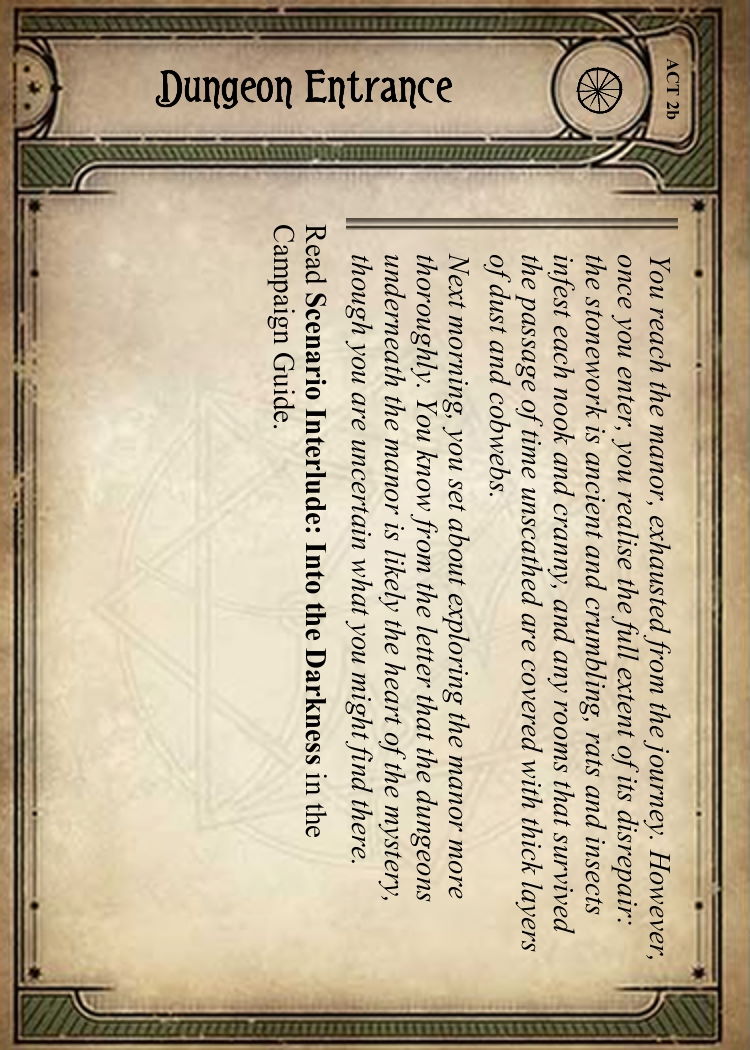 ACT 2b
Dungeon Entrance
You reach the manor, exhausted from the journey. However,
once you enter, you realise the full extent of its disrepair:
the stonework is ancient and crumbling, rats and insects
infest each nook and cranny, and any rooms that survived
the passage of time unscathed are covered with thick layers
of dust and cobwebs.
Next morning, you set about exploring the manor more
thoroughly. You know from the letter that the dungeons
underneath the manor is likely the heart of the mystery,
though you are uncertain what you might find there.
Read Scenario Interlude: Into the Darkness in the
Campaign Guide.